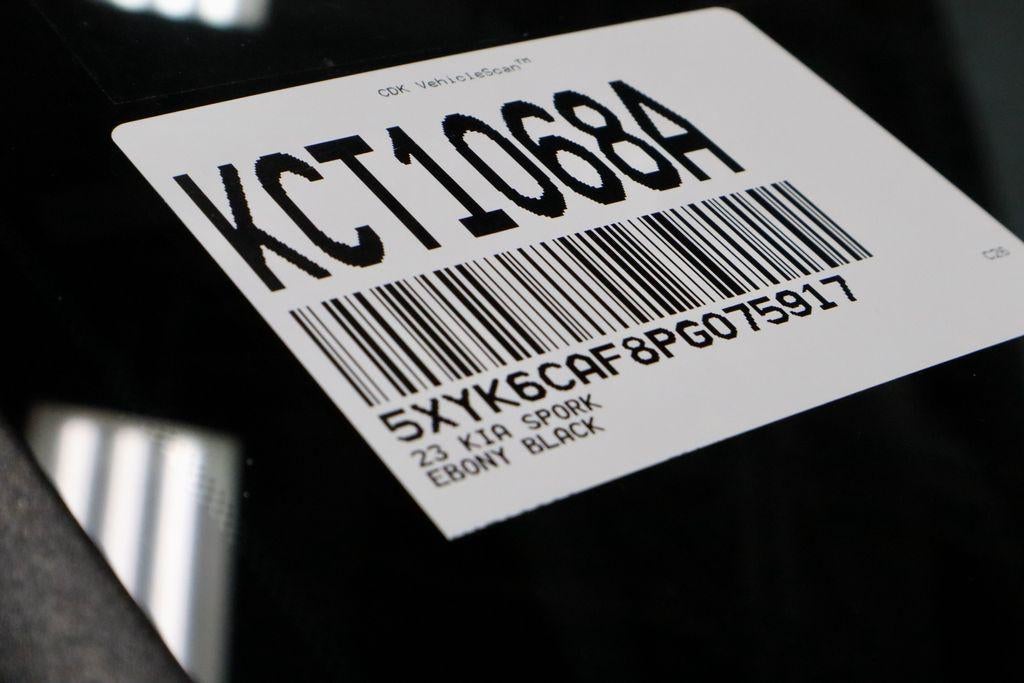 CDK VehicleScan™
KCT1068A
5XYK6CAF8PG075917
23 KIA SPORK
EBONY BLACK
C26